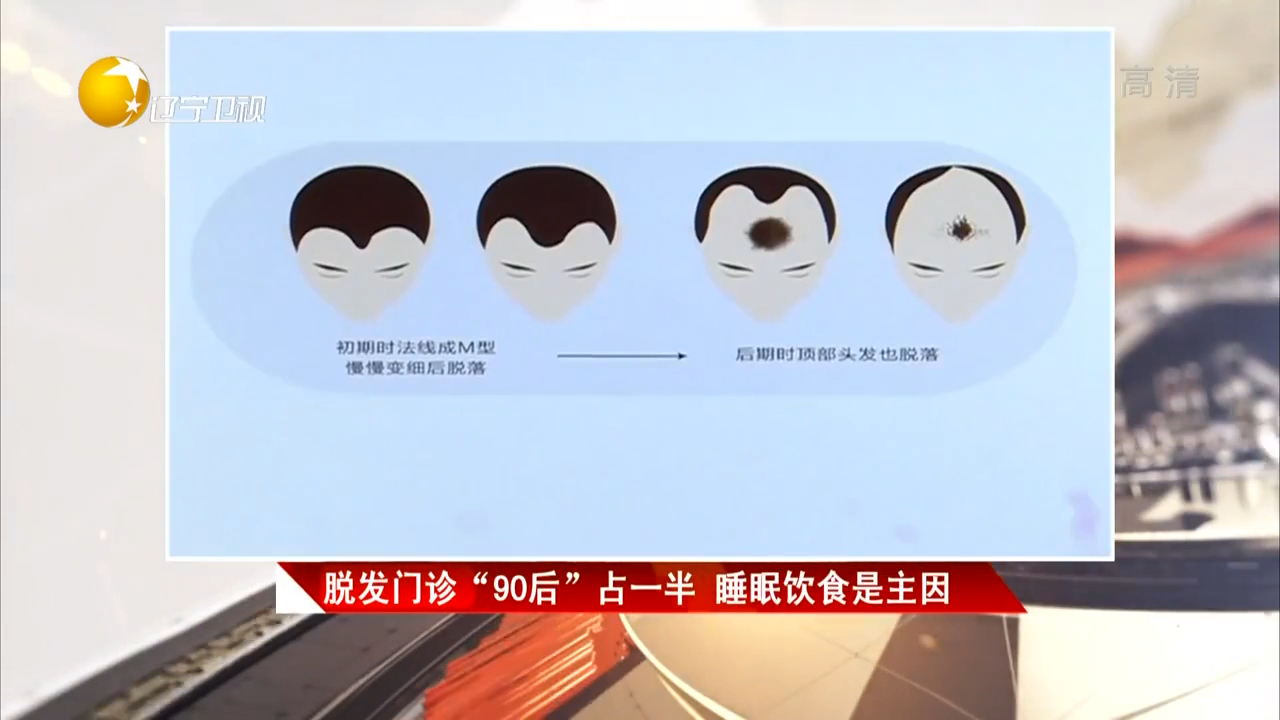 高清
辽宁卫视
初期时法线成M型
慢慢变细后脱落
后期时顶部头发也脱落
脱发门诊“90后”占一半 睡眠饮食是主因